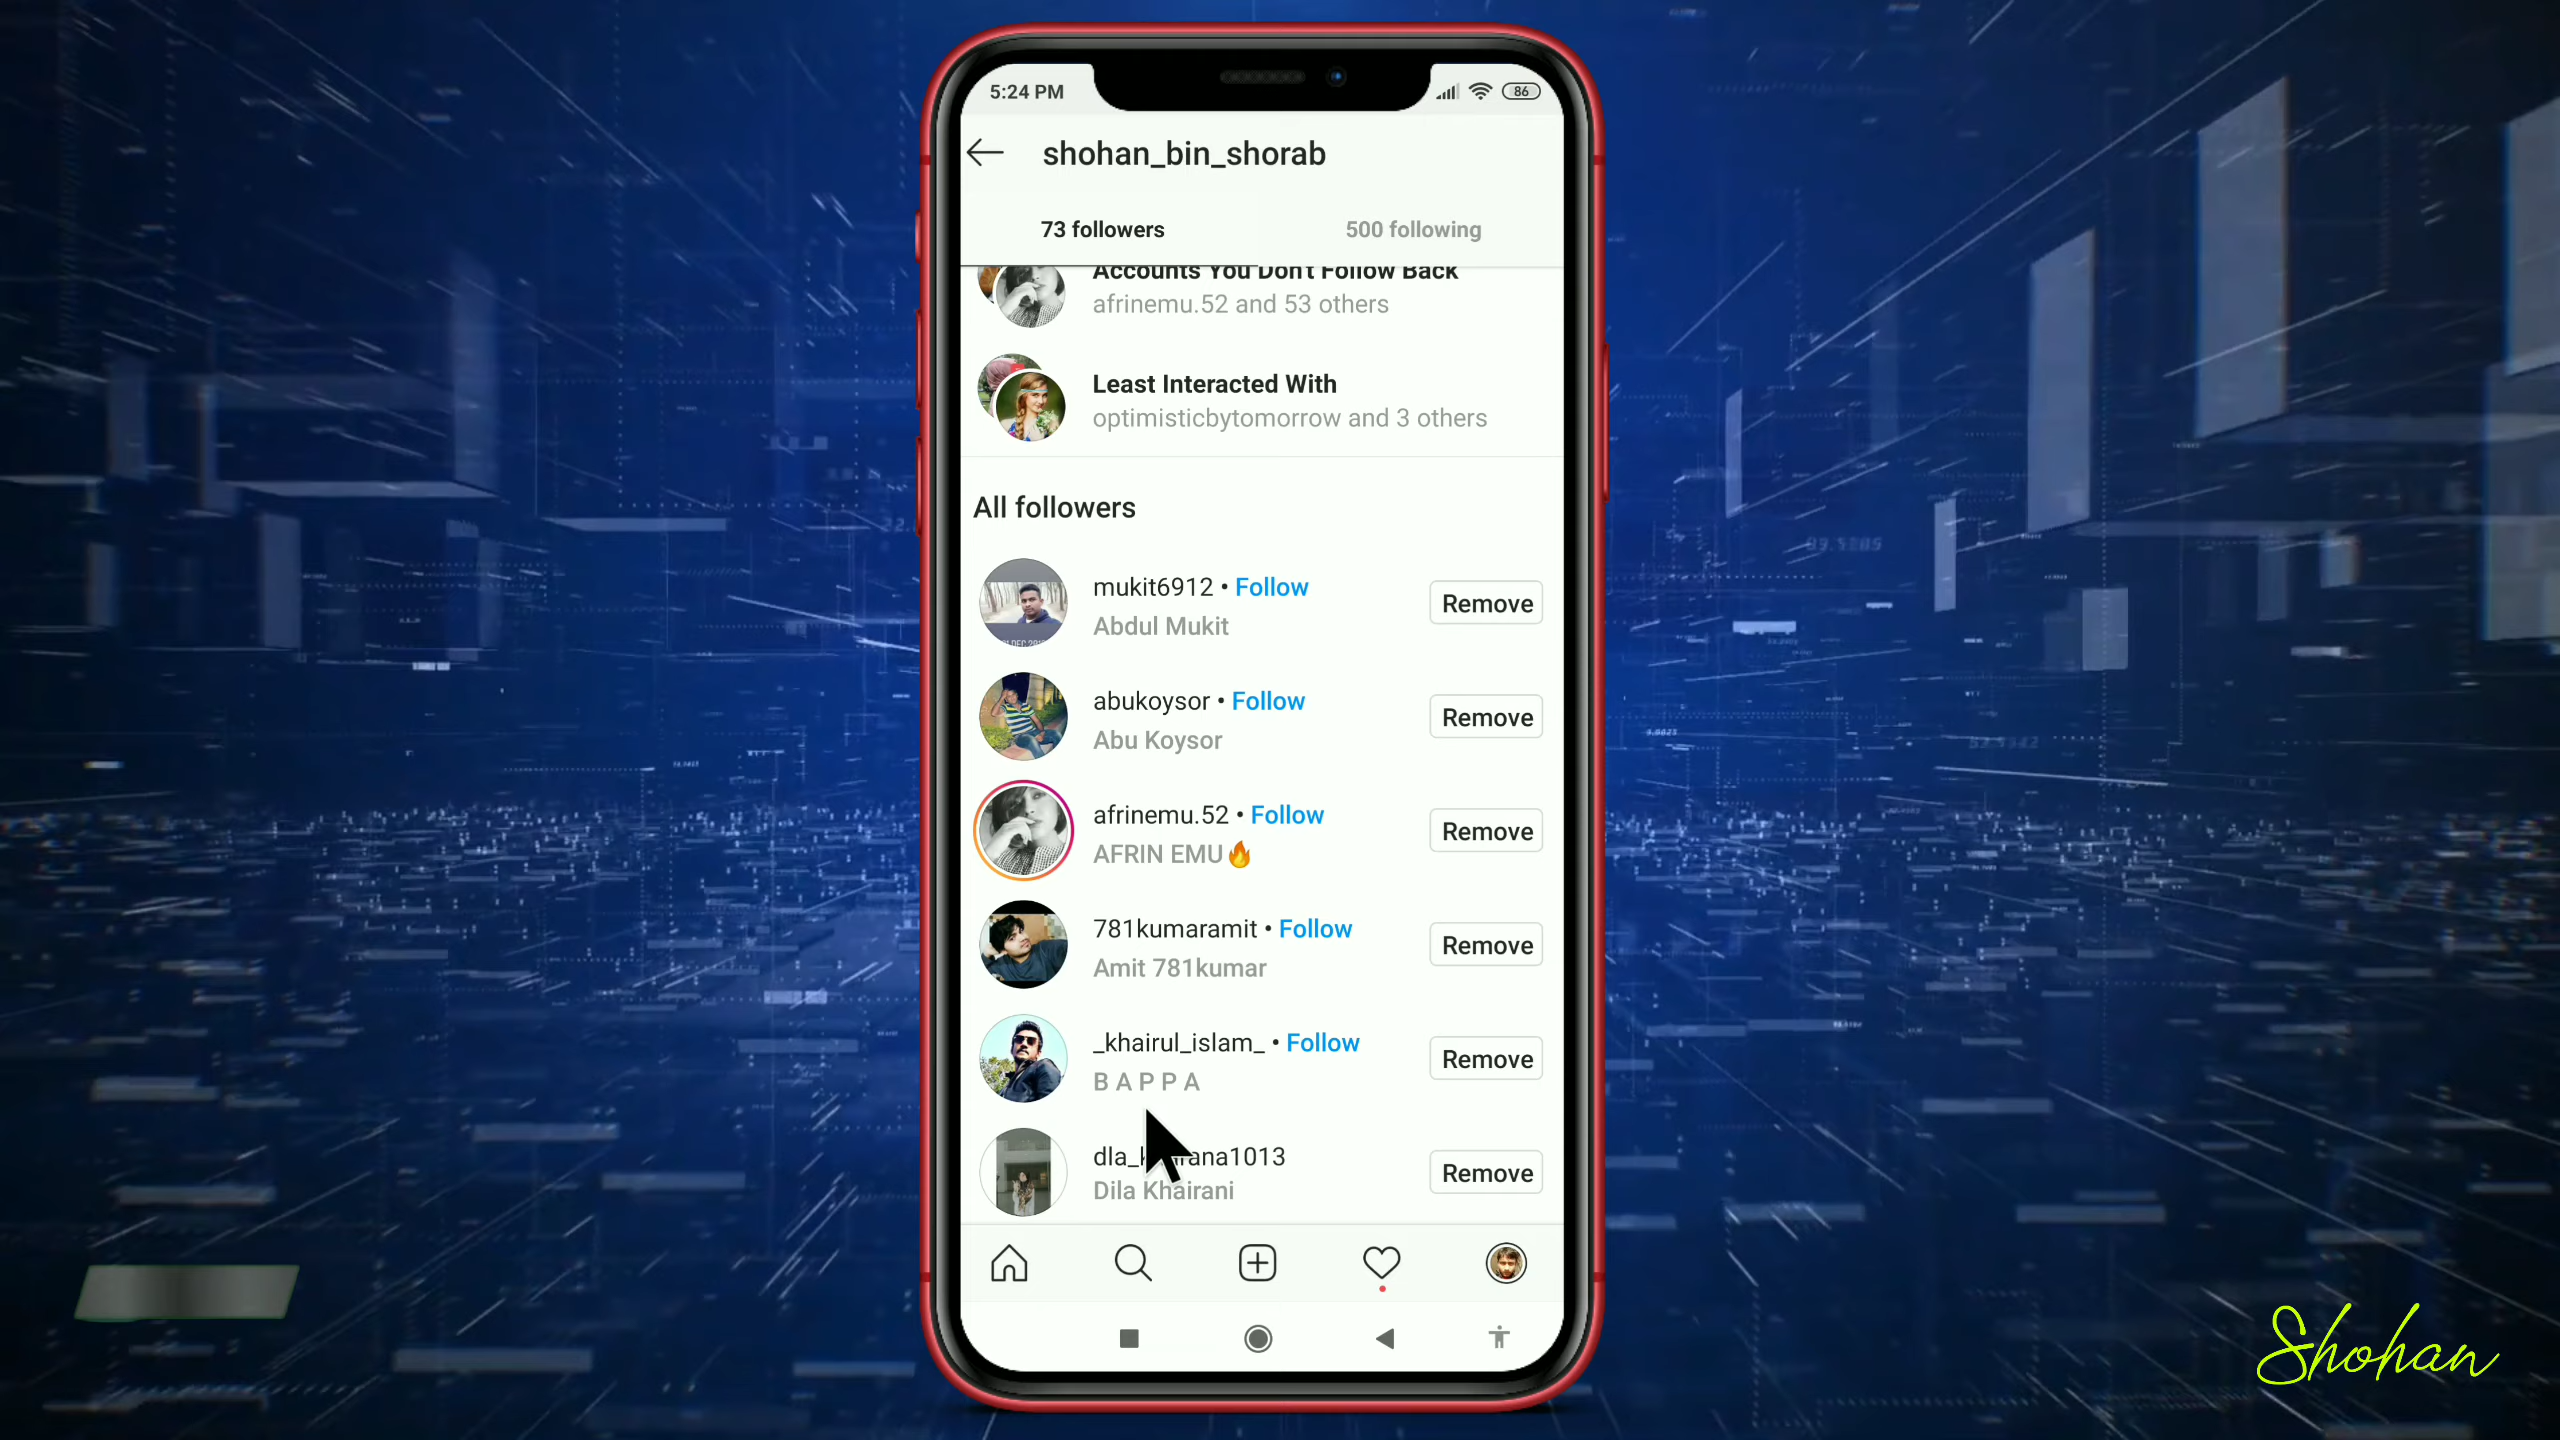 5:24 PM
86
shohan_bin_shorab
73 followers
500 following
Accounts You Don't Follow Back
afrinemu.52 and 53 others
Least Interacted With
optimisticbytomorrow and 3 others
All followers
mukit6912 • Follow
Abdul Mukit
Remove
abukoysor • Follow
Abu Koysor
Remove
afrinemu.52 • Follow
AFRIN EMU🔥
Remove
781kumaramit • Follow
Amit 781kumar
Remove
_khairul_islam_ • Follow
B A P P A
Remove
Dila Khairani
Remove
Shohan